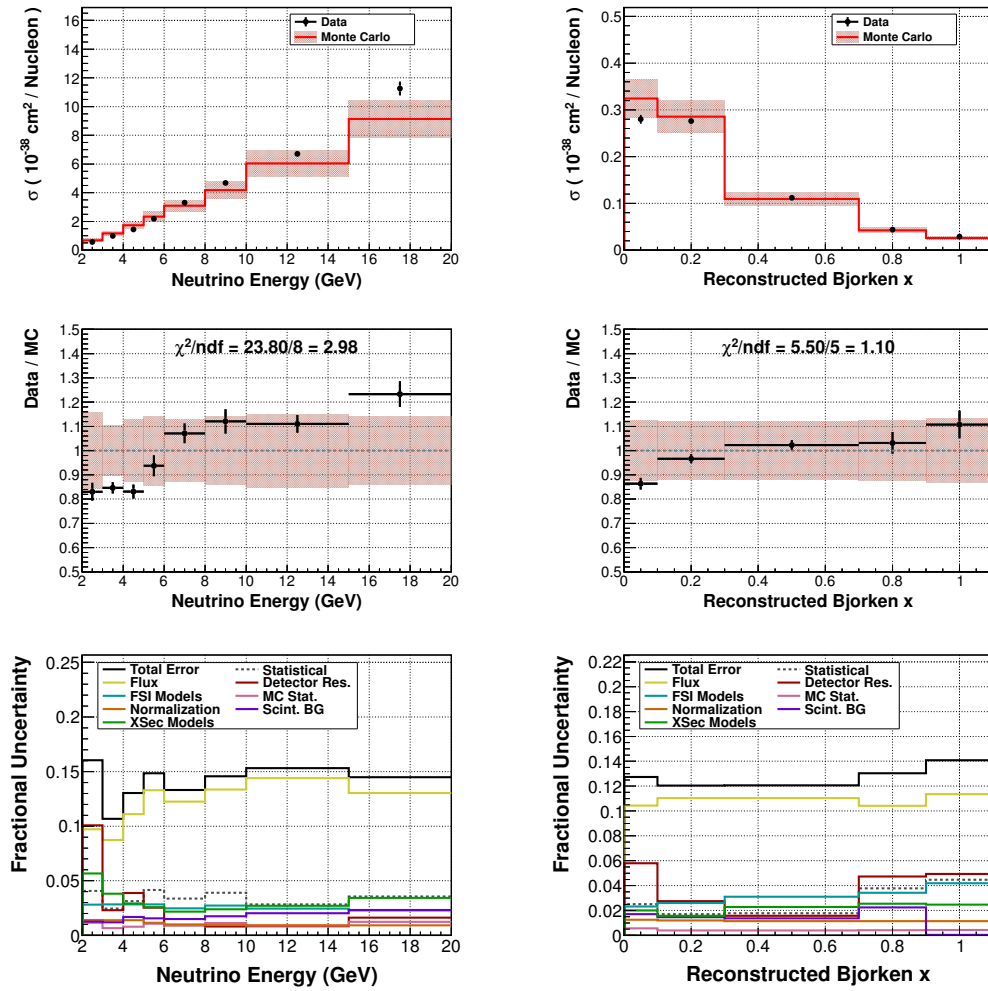 16
14
12
10
8
6
4
2
0
σ ( 10⁻³⁸ cm² / Nucleon )
Data
Monte Carlo
2 4 6 8 10 12 14 16 18 20
Neutrino Energy (GeV)
0.5
0.4
0.3
0.2
0.1
0
σ ( 10⁻³⁸ cm² / Nucleon )
Data
Monte Carlo
0 0.2 0.4 0.6 0.8 1
Reconstructed Bjorken x
1.5
1.4
1.3
1.2
1.1
1
0.9
0.8
0.7
0.6
0.5
Data / MC
χ²/ndf = 23.80/8 = 2.98
2 4 6 8 10 12 14 16 18 20
Neutrino Energy (GeV)
1.5
1.4
1.3
1.2
1.1
1
0.9
0.8
0.7
0.6
0.5
Data / MC
χ²/ndf = 5.50/5 = 1.10
0 0.2 0.4 0.6 0.8 1
Reconstructed Bjorken x
0.25
0.2
0.15
0.1
0.05
0
Fractional Uncertainty
Total Error
Flux
FSI Models
Normalization
XSec Models
Statistical
Detector Res.
MC Stat.
Scint. BG
2 4 6 8 10 12 14 16 18 20
Neutrino Energy (GeV)
0.22
0.2
0.18
0.16
0.14
0.12
0.1
0.08
0.06
0.04
0.02
0
Fractional Uncertainty
Total Error
Flux
FSI Models
Normalization
XSec Models
Statistical
Detector Res.
MC Stat.
Scint. BG
0 0.2 0.4 0.6 0.8 1
Reconstructed Bjorken x